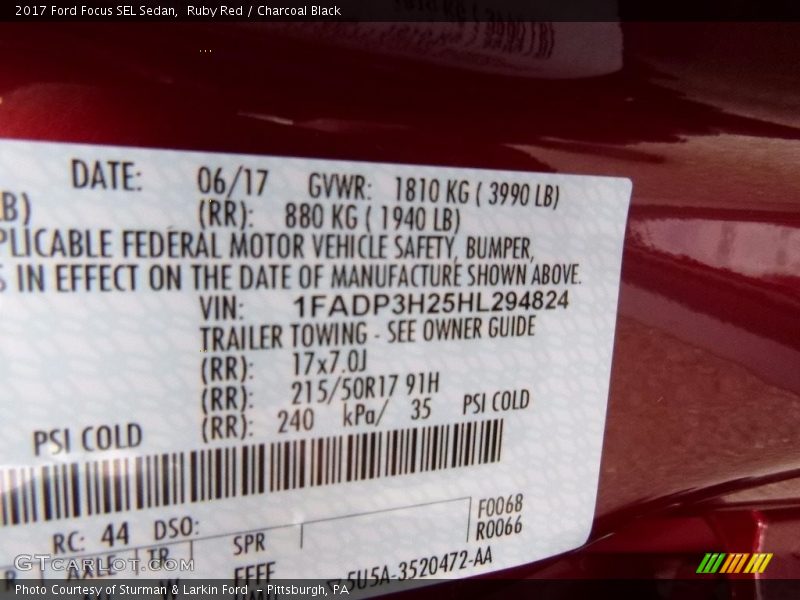 2017 Ford Focus SEL Sedan, Ruby Red / Charcoal Black
DATE: 06/17 GVWR: 1810 KG ( 3990 LB)
LB) (RR): 880 KG ( 1940 LB)
PLICABLE FEDERAL MOTOR VEHICLE SAFETY, BUMPER,
S IN EFFECT ON THE DATE OF MANUFACTURE SHOWN ABOVE.
VIN: 1FADP3H25HL294824
TRAILER TOWING - SEE OWNER GUIDE
(RR): 17x7.0J
(RR): 215/50R17 91H
PSI COLD (RR): 240 kPa/ 35 PSI COLD
RC: 44 DSO:
F0068
R0066
AXLE TR SPR
FFFF
5U5A-3520472-AA
GTCarLot.com
Photo Courtesy of Sturman & Larkin Ford - Pittsburgh, PA